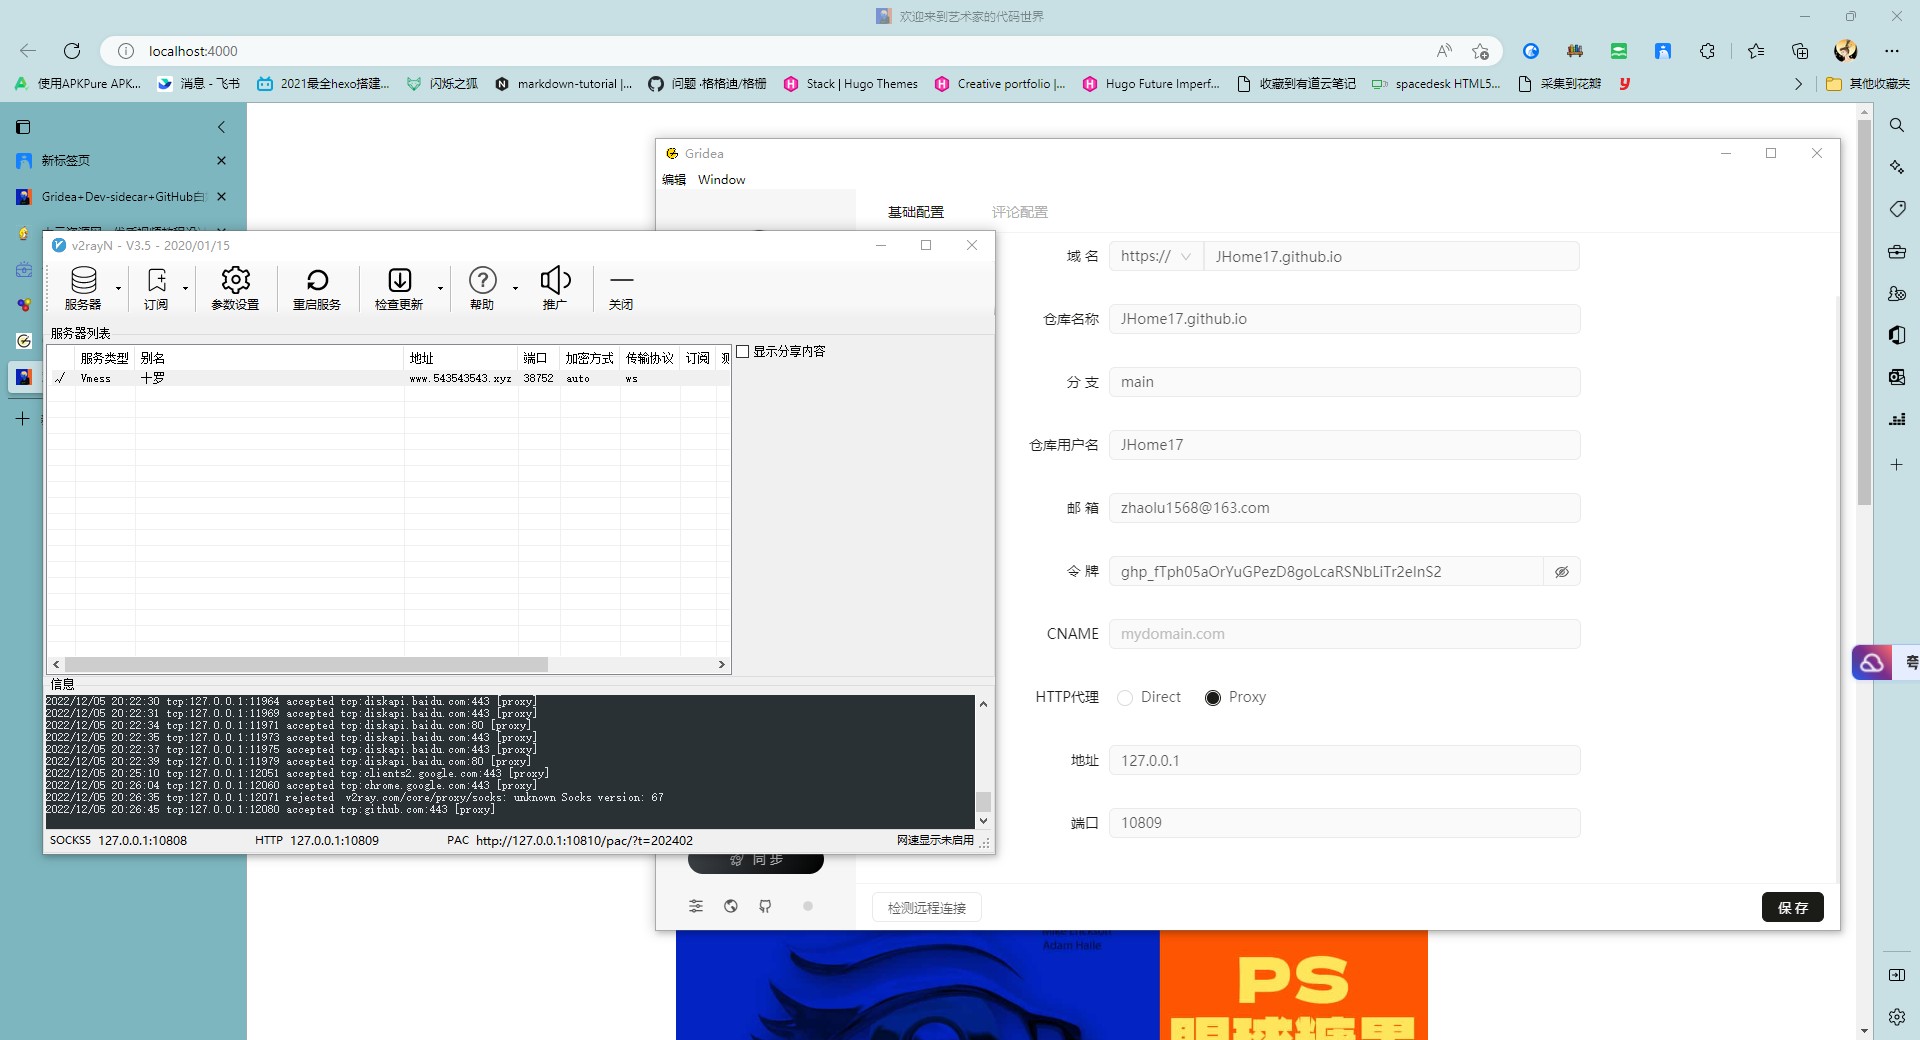 欢迎来到艺术家的代码世界
localhost:4000
使用APKPure APK...
消息 - 飞书
2021最全hexo搭建...
闪烁之狐
markdown-tutorial |...
问题 ·格格迪/格栅
Stack | Hugo Themes
Creative portfolio |...
Hugo Future Imperf...
收藏到有道云笔记
spacedesk HTML5...
采集到花瓣
其他收藏夹
新标签页
Gridea+Dev-sidecar+GitHub白
Gridea
编辑 Window
基础配置 评论配置
域 名 https:// JHome17.github.io
仓库名称 JHome17.github.io
分 支 main
仓库用户名 JHome17
邮 箱 zhaolu1568@163.com
令 牌 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
CNAME mydomain.com
HTTP代理 Direct Proxy
地址 127.0.0.1
端口 10809
同 步
检测远程连接
保 存
v2rayN - V3.5 - 2020/01/15
服务器 订阅 参数设置 重启服务 检查更新 帮助 推广 关闭
服务器列表
服务类型 别名 地址 端口 加密方式 传输协议 订阅
Vmess 十罗 www.543543543.xyz 38752 auto ws
显示分享内容
信息
2022/12/05 20:22:30 tcp:127.0.0.1:11964 accepted tcp:diskapi.baidu.com:443 [proxy]
2022/12/05 20:22:31 tcp:127.0.0.1:11969 accepted tcp:diskapi.baidu.com:443 [proxy]
2022/12/05 20:22:34 tcp:127.0.0.1:11971 accepted tcp:diskapi.baidu.com:80 [proxy]
2022/12/05 20:22:35 tcp:127.0.0.1:11973 accepted tcp:diskapi.baidu.com:443 [proxy]
2022/12/05 20:22:37 tcp:127.0.0.1:11975 accepted tcp:diskapi.baidu.com:443 [proxy]
2022/12/05 20:22:39 tcp:127.0.0.1:11979 accepted tcp:diskapi.baidu.com:80 [proxy]
2022/12/05 20:25:10 tcp:127.0.0.1:12051 accepted tcp:clients2.google.com:443 [proxy]
2022/12/05 20:26:04 tcp:127.0.0.1:12060 accepted tcp:chrome.google.com:443 [proxy]
2022/12/05 20:26:35 tcp:127.0.0.1:12071 rejected v2ray.com/core/proxy/socks: unknown Socks version: 67
2022/12/05 20:26:45 tcp:127.0.0.1:12080 accepted tcp:github.com:443 [proxy]
SOCKS5 127.0.0.1:10808 HTTP 127.0.0.1:10809 PAC http://127.0.0.1:10810/pac/?t=202402 网速显示未启用
Adam Haile
PS
眼球糖果
夸